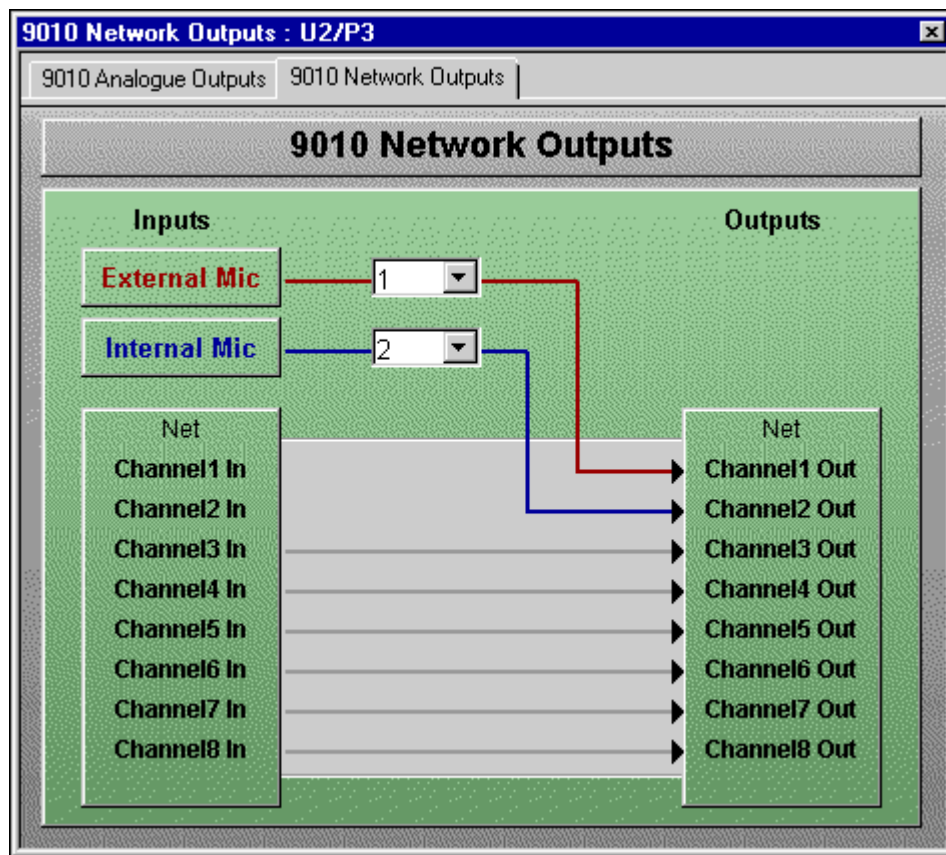 9010 Network Outputs : U2/P3
9010 Analogue Outputs
9010 Network Outputs
9010 Network Outputs
Inputs
Outputs
External Mic
1
Internal Mic
2
Net
Channel1 In
Channel2 In
Channel3 In
Channel4 In
Channel5 In
Channel6 In
Channel7 In
Channel8 In
Net
Channel1 Out
Channel2 Out
Channel3 Out
Channel4 Out
Channel5 Out
Channel6 Out
Channel7 Out
Channel8 Out